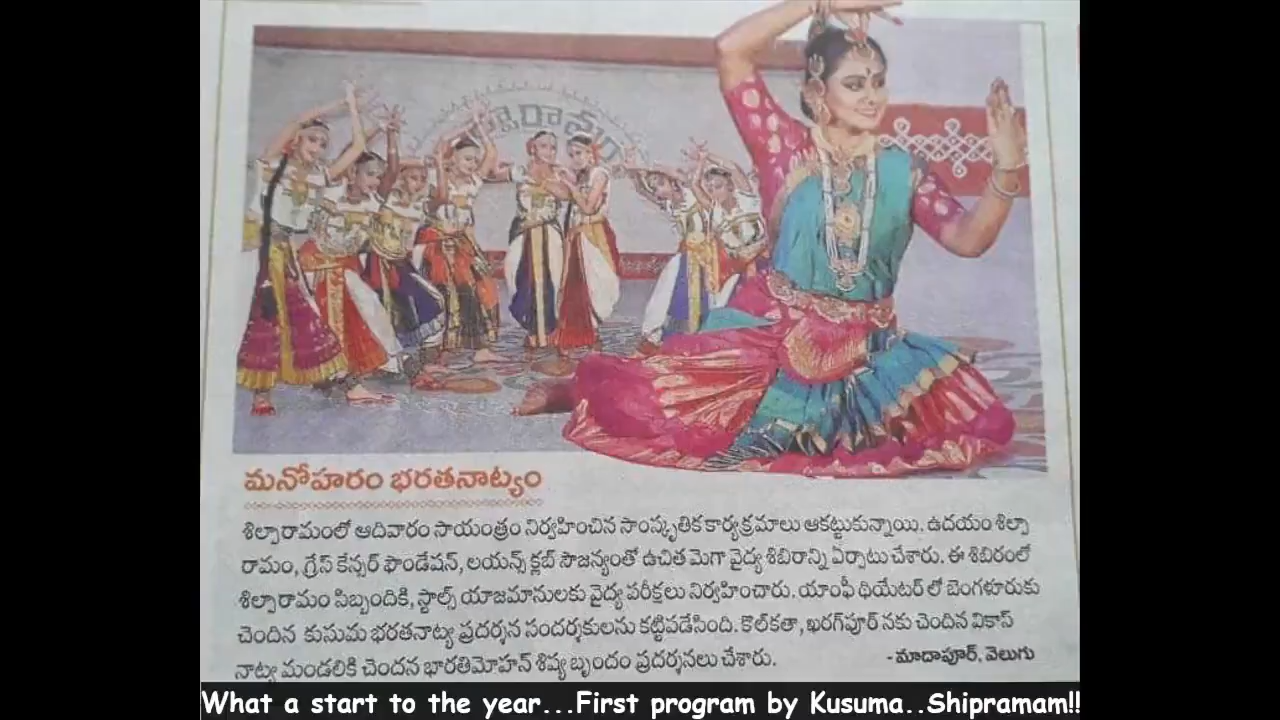 శిల్పారామం
మనోహరం భరతనాట్యం
శిల్పారామంలో ఆదివారం సాయంత్రం నిర్వహించిన సాంస్కృతిక కార్యక్రమాలు ఆకట్టుకున్నాయి. ఉదయం శిల్పా
రామం, గ్రేస్ కేన్సర్ ఫౌండేషన్, లయన్స్ క్లబ్ సౌజన్యంతో ఉచిత మెగా వైద్య శిబిరాన్ని ఏర్పాటు చేశారు. ఈ శిబిరంలో
శిల్పారామం సిబ్బందికి, స్టాల్స్ యాజమానులకు వైద్య పరీక్షలు నిర్వహించారు. యాంఫీ థియేటర్ లో బెంగళూరుకు
చెందిన కుసుమ భరతనాట్య ప్రదర్శన సందర్శకులను కట్టిపడేసింది. కొల్‌కతా, ఖరగ్‌పూర్ నకు చెందిన వికాస్
నాట్య మండలికి చెందన భారతిమోహన్ శిష్య బృందం ప్రదర్శనలు చేశారు.
- మాదాపూర్, వెలుగు
What a start to the year...First program by Kusuma..Shipramam!!